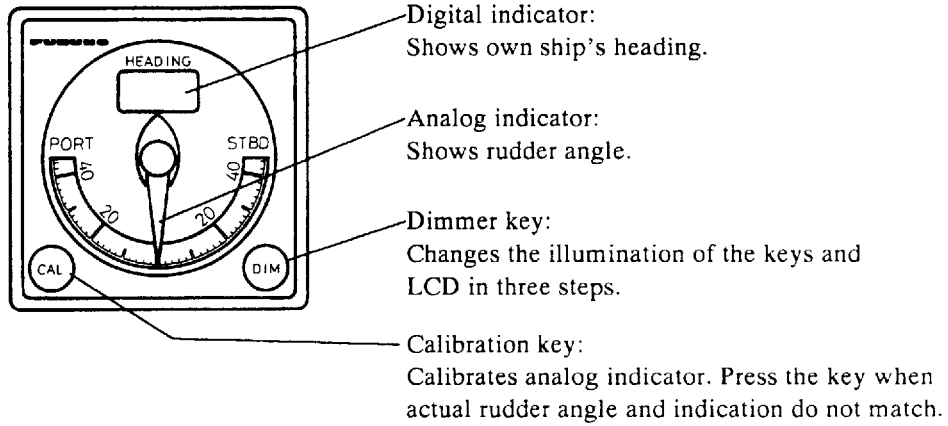 FURUNO
HEADING
PORT
STBD
40
20
20
40
CAL
DIM
Digital indicator:
Shows own ship's heading.
Analog indicator:
Shows rudder angle.
Dimmer key:
Changes the illumination of the keys and
LCD in three steps.
Calibration key:
Calibrates analog indicator. Press the key when
actual rudder angle and indication do not match.